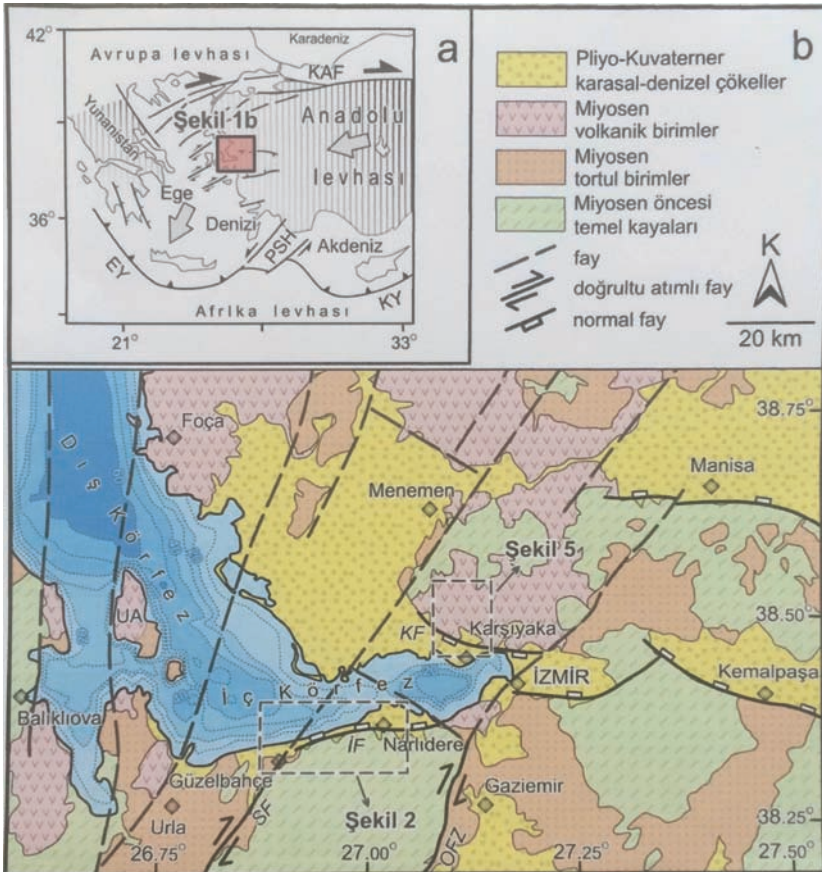 42°
Avrupa levhası
Karadeniz
a
KAF
Yunanistan
Şekil 1b
Anadolu
levhası
Ege
Denizi
36°
PSH
Akdeniz
EY
KY
Afrika levhası
21°
33°
b
Pliyo-Kuvaterner
karasal-denizel çökeller
Miyosen
volkanik birimler
Miyosen
tortul birimler
Miyosen öncesi
temel kayaları
fay
doğrultu atımlı fay
normal fay
K
20 km
38.75°
Foça
Manisa
Menemen
Dış Körfez
Şekil 5
38.50°
UA
KF
Karşıyaka
İç Körfez
İZMİR
Kemalpaşa
Balıklıova
İF
Narlıdere
Güzelbahçe
Gaziemir
Urla
SF
Şekil 2
OFZ
38.25°
26.75°
27.00°
27.25°
27.50°